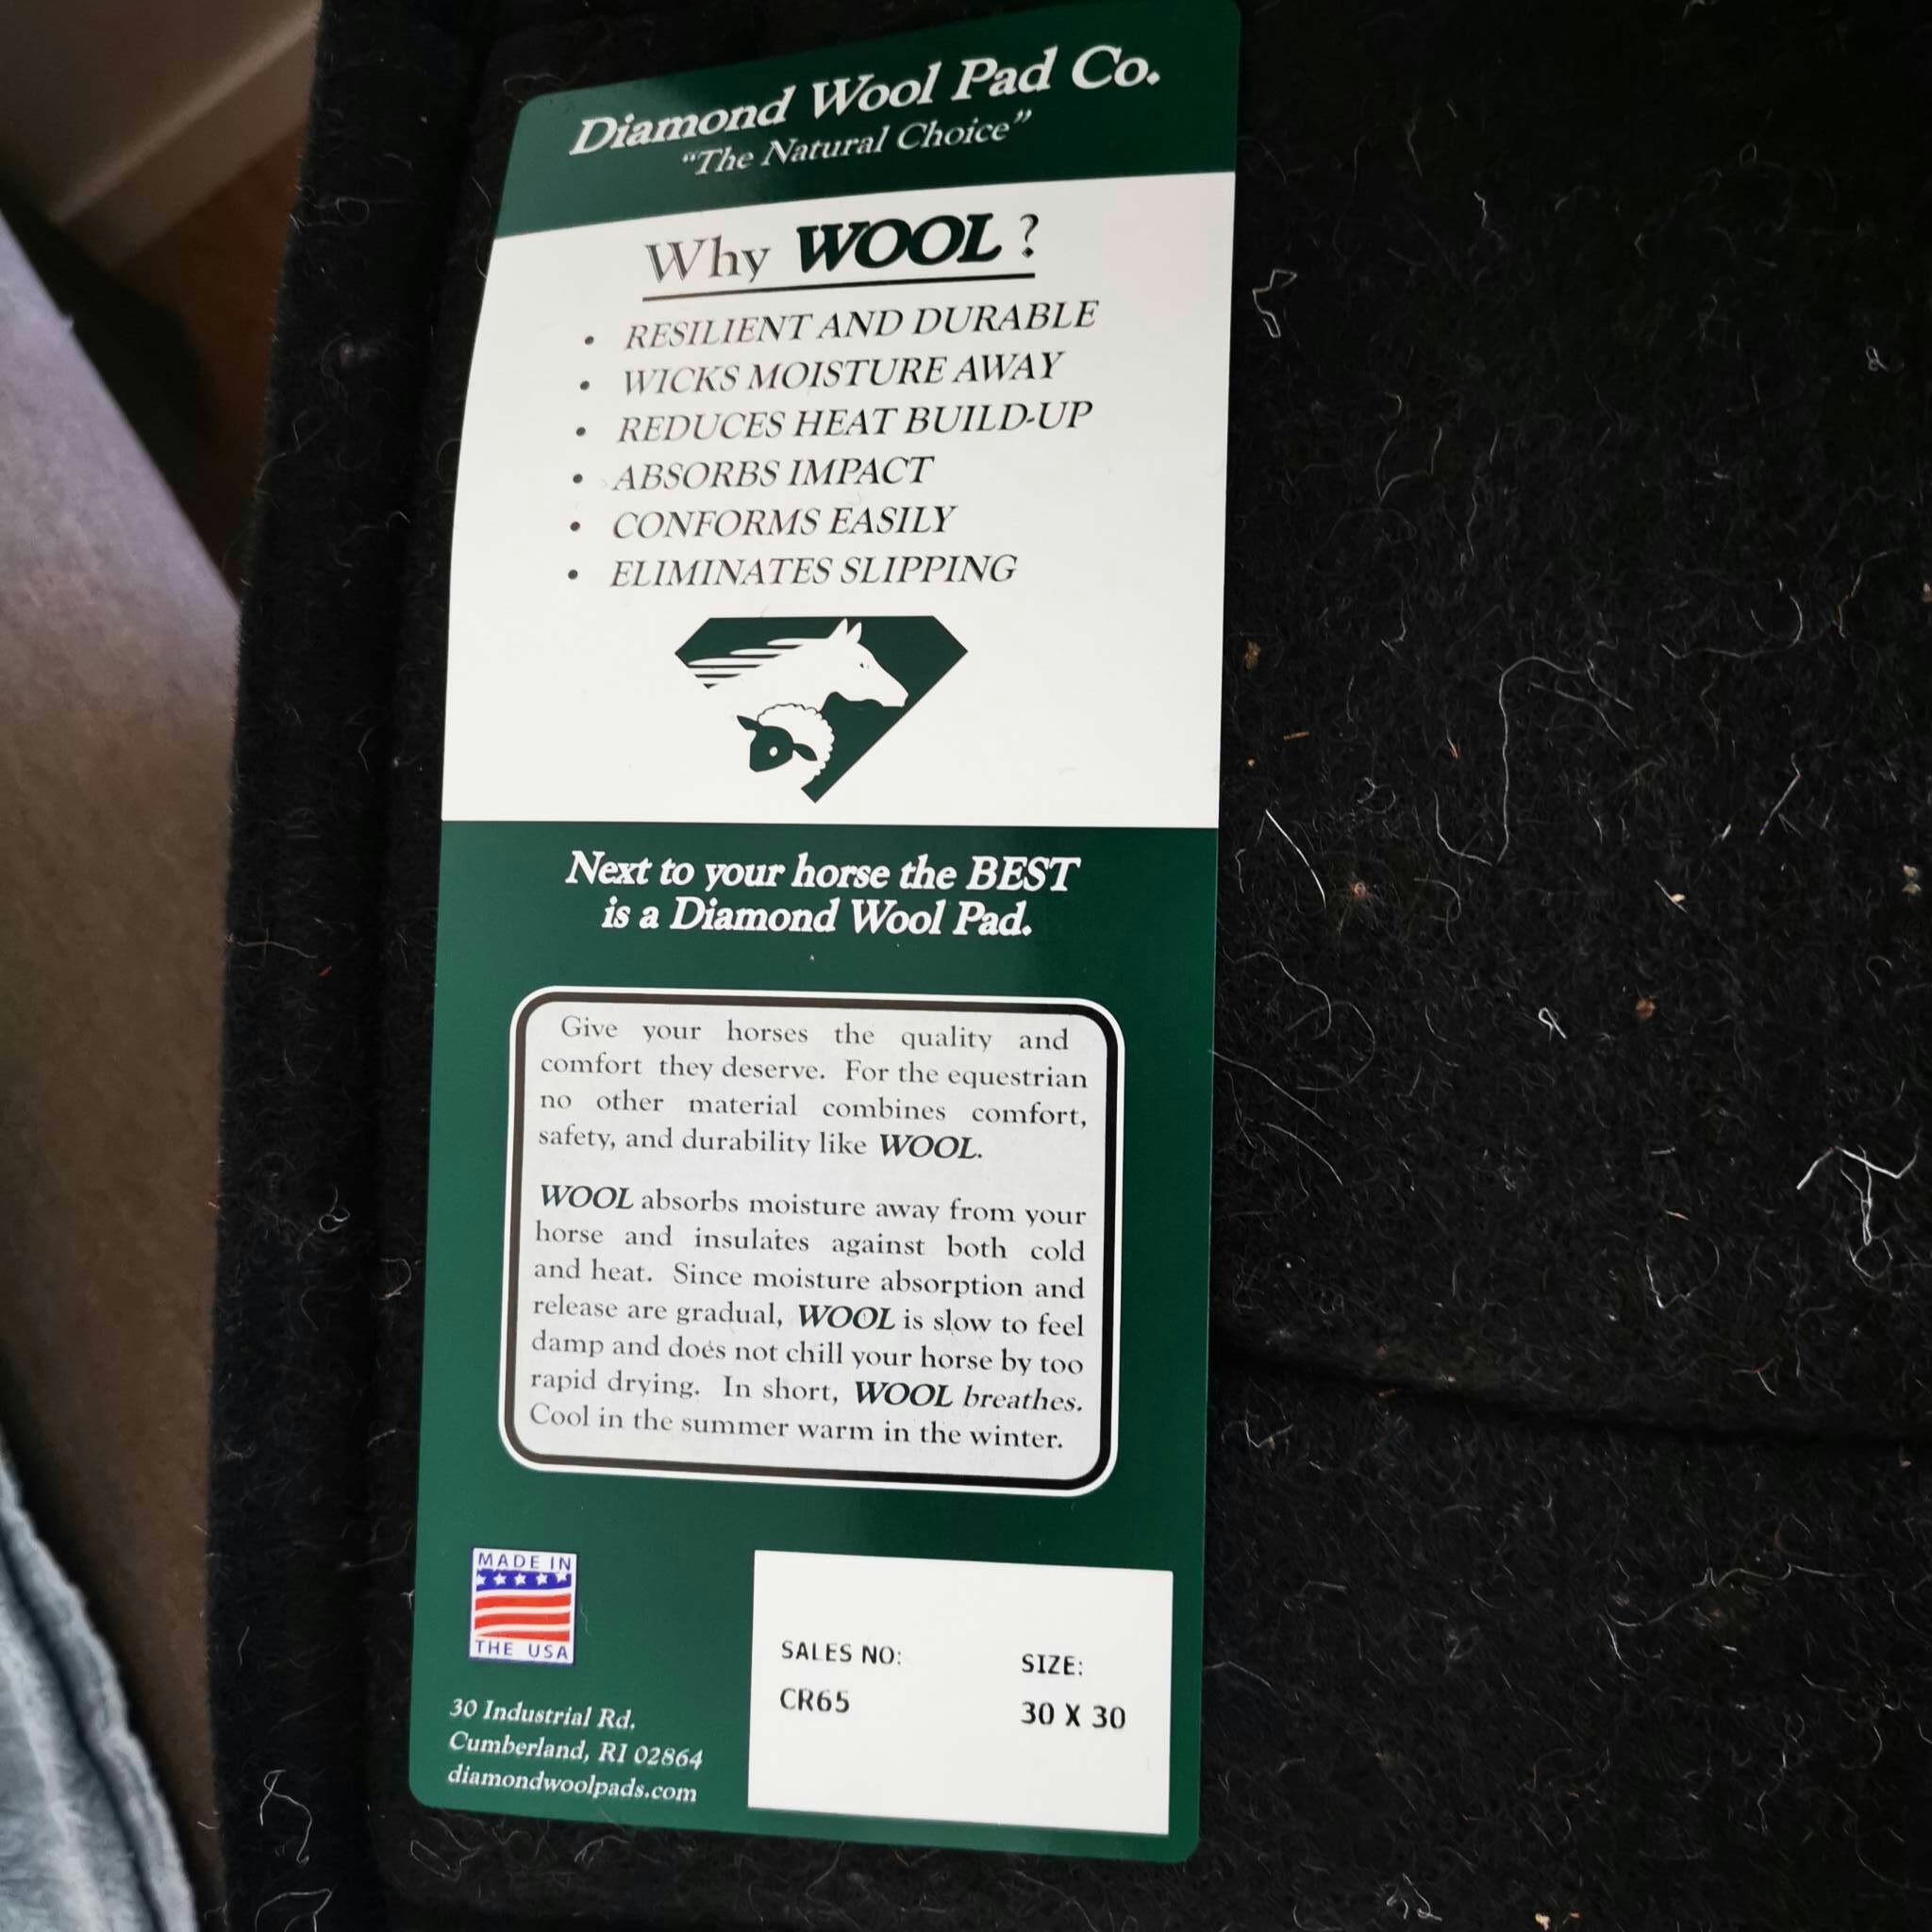 Diamond Wool Pad Co.
"The Natural Choice"
Why WOOL?
• RESILIENT AND DURABLE
• WICKS MOISTURE AWAY
• REDUCES HEAT BUILD-UP
• ABSORBS IMPACT
• CONFORMS EASILY
• ELIMINATES SLIPPING
Next to your horse the BEST
is a Diamond Wool Pad.
Give your horses the quality and
comfort they deserve. For the equestrian
no other material combines comfort,
safety, and durability like WOOL.
WOOL absorbs moisture away from your
horse and insulates against both cold
and heat. Since moisture absorption and
release are gradual, WOOL is slow to feel
damp and does not chill your horse by too
rapid drying. In short, WOOL breathes.
Cool in the summer warm in the winter.
MADE IN
THE USA
30 Industrial Rd.
Cumberland, RI 02864
diamondwoolpads.com
SALES NO: SIZE:
CR65 30 X 30